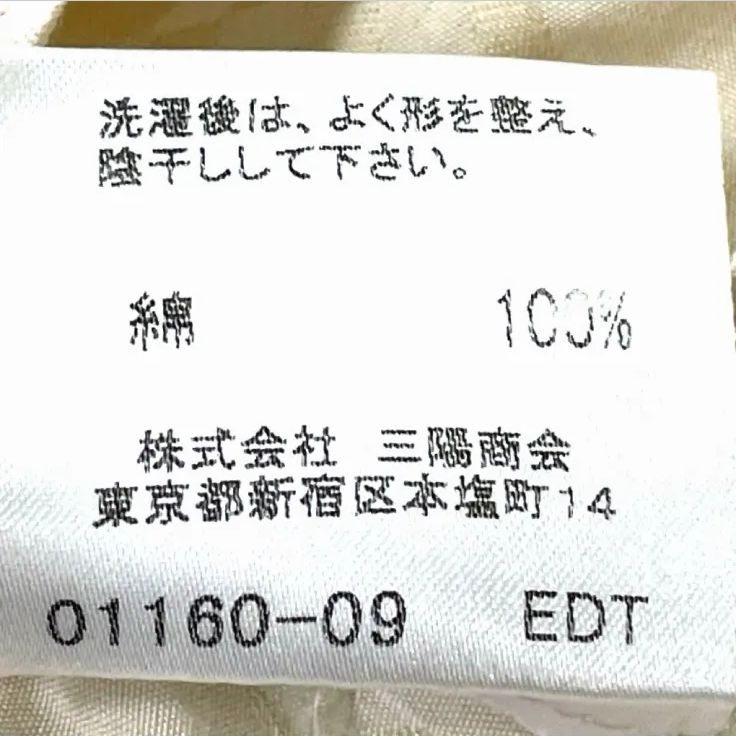 洗濯後は、よく形を整え、
陰干しして下さい。
綿 100%
株式会社 三陽商会
東京都新宿区本塩町14
01160-09 EDT